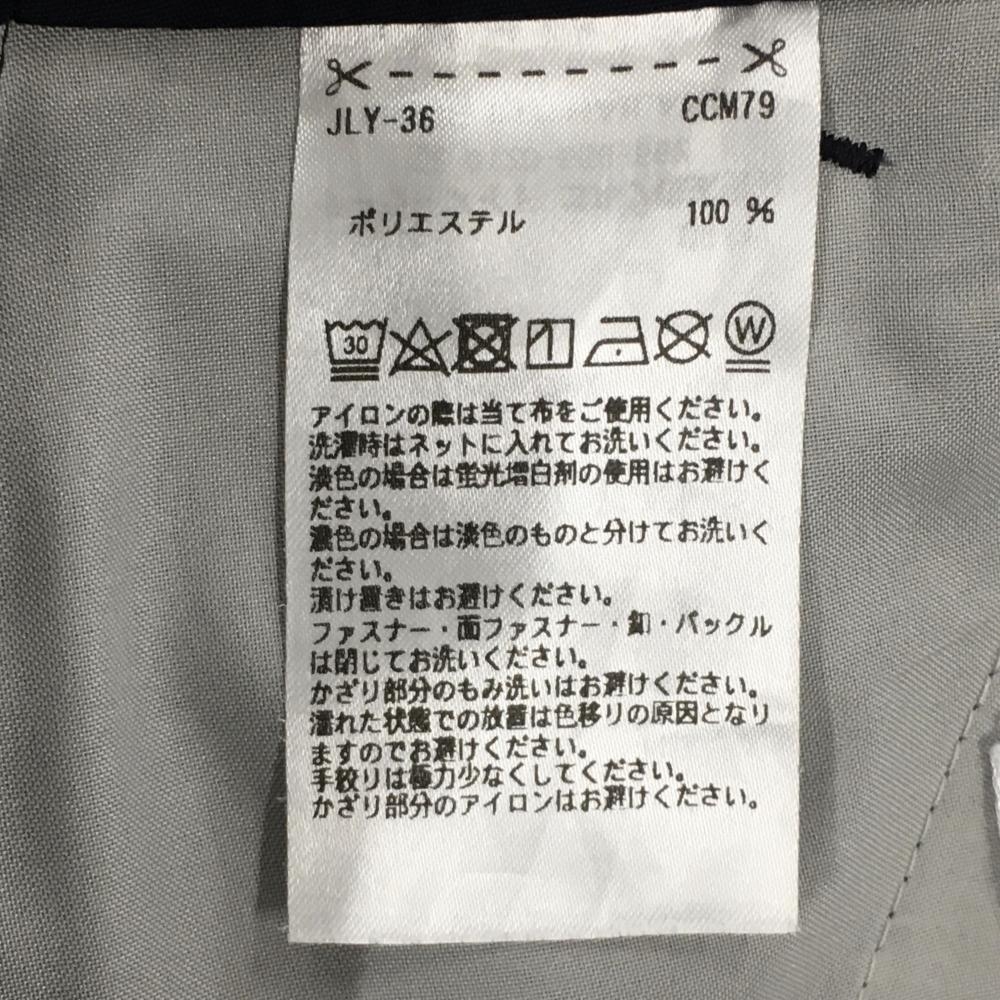 JLY-36 CCM79
ポリエステル 100 %
30 W
アイロンの際は当て布をご使用ください。
洗濯時はネットに入れてお洗いください。
淡色の場合は蛍光増白剤の使用はお避けく
ださい。
濃色の場合は淡色のものと分けてお洗いく
ださい。
漬け置きはお避けください。
ファスナー・面ファスナー・釦・バックル
は閉じてお洗いください。
かざり部分のもみ洗いはお避けください。
濡れた状態での放置は色移りの原因となり
ますのでお避けください。
手絞りは極力少なくしてください。
かざり部分のアイロンはお避けください。